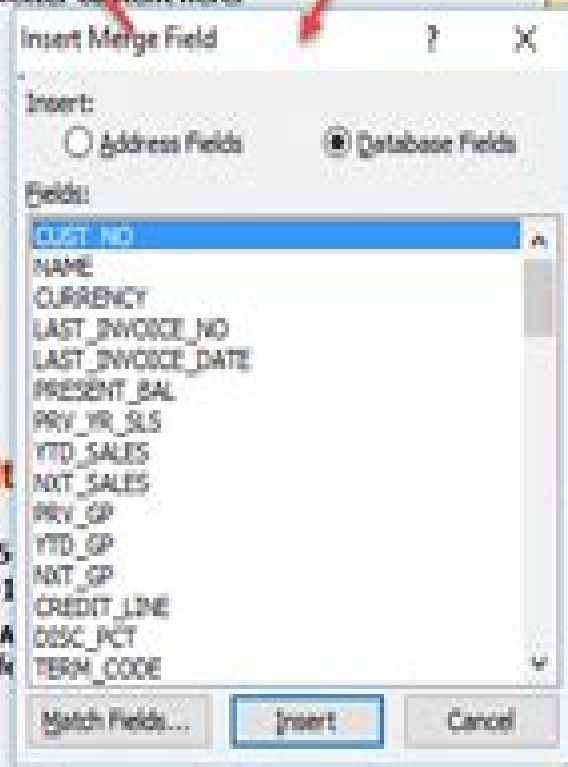 Insert Merge Field ? X
Insert:
Address Fields Database Fields
Fields:
CUST_NO
NAME
CURRENCY
LAST_INVOICE_NO
LAST_INVOICE_DATE
PRESENT_BAL
PRV_YR_SLS
YTD_SALES
NXT_SALES
PRV_GP
YTD_GP
NXT_GP
CREDIT_LINE
DISC_PCT
TERM_CODE
Match Fields... Insert Cancel